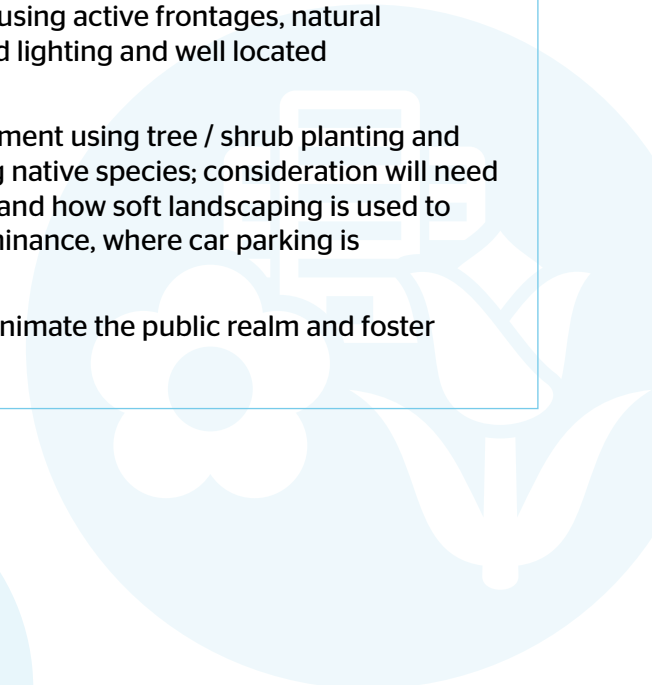 using active frontages, natural
lighting and well located
ment using tree / shrub planting and
native species; consideration will need
and how soft landscaping is used to
minance, where car parking is
nimate the public realm and foster